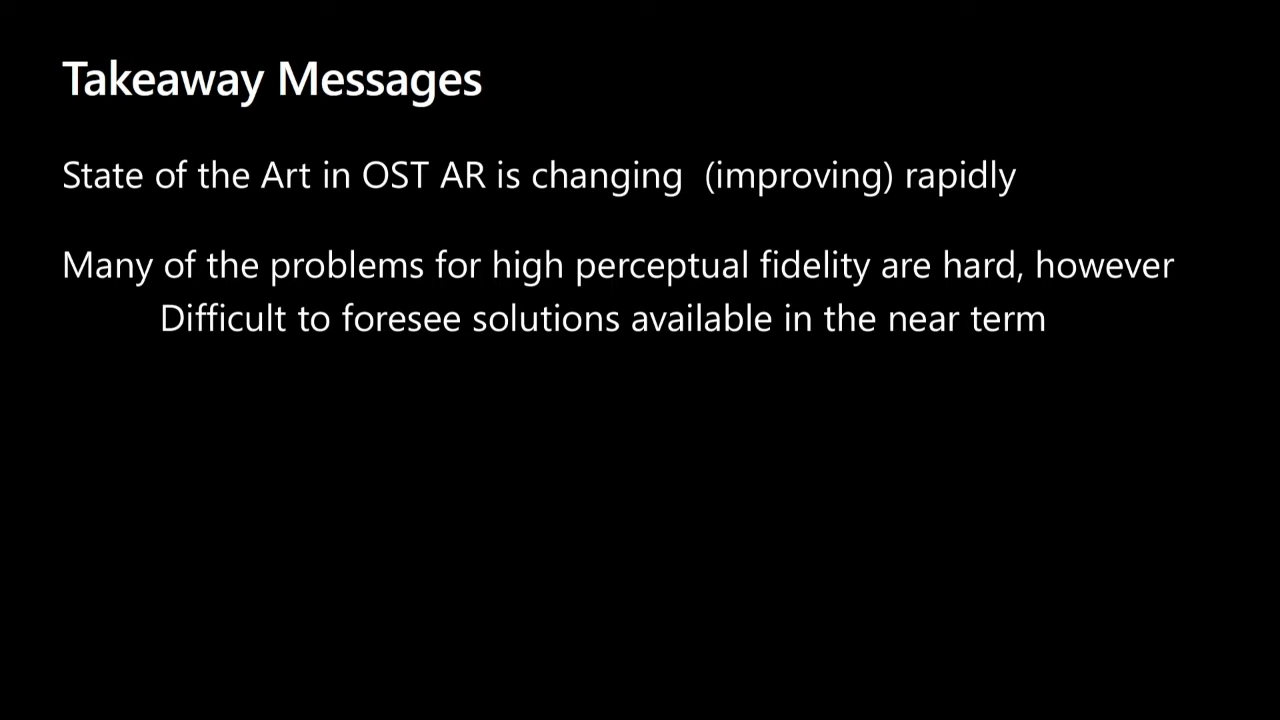 Takeaway Messages
State of the Art in OST AR is changing  (improving) rapidly
Many of the problems for high perceptual fidelity are hard, however
Difficult to foresee solutions available in the near term